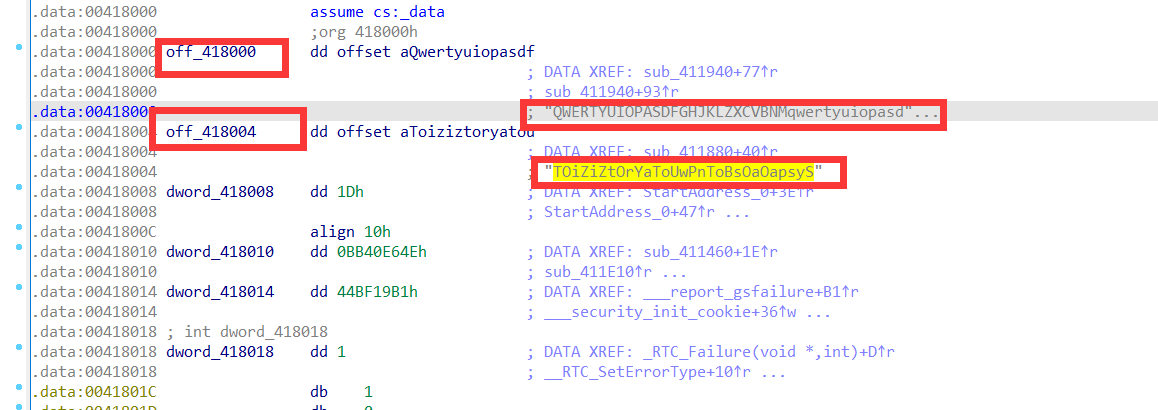 .data:00418000 assume cs:_data
.data:00418000 ;org 418000h
.data:00418000 off_418000 dd offset aQwertyuiopasdf
.data:00418000 ; DATA XREF: sub_411940+77↑r
.data:00418000 ; sub_411940+93↑r
.data:00418000 ; "QWERTYUIOPASDFGHJKLZXCVBNMqwertyuiopasd"...
.data:00418004 off_418004 dd offset aToiziztoryatou
.data:00418004 ; DATA XREF: sub_411880+40↑r
.data:00418004 ; "TOiZiZtOrYaToUwPnToBsOaOapsyS"
.data:00418008 dword_418008 dd 1Dh ; DATA XREF: StartAddress_0+3E↑r
.data:00418008 ; StartAddress_0+47↑r ...
.data:0041800C align 10h
.data:00418010 dword_418010 dd 0BB40E64Eh ; DATA XREF: sub_411460+1E↑r
.data:00418010 ; sub_411E10↑r ...
.data:00418014 dword_418014 dd 44BF19B1h ; DATA XREF: ___report_gsfailure+B1↑r
.data:00418014 ; ___security_init_cookie+36↑w ...
.data:00418018 ; int dword_418018
.data:00418018 dword_418018 dd 1 ; DATA XREF: _RTC_Failure(void *,int)+D↑r
.data:00418018 ; __RTC_SetErrorType+10↑r ...
.data:0041801C db 1
.data:0041801D db 0